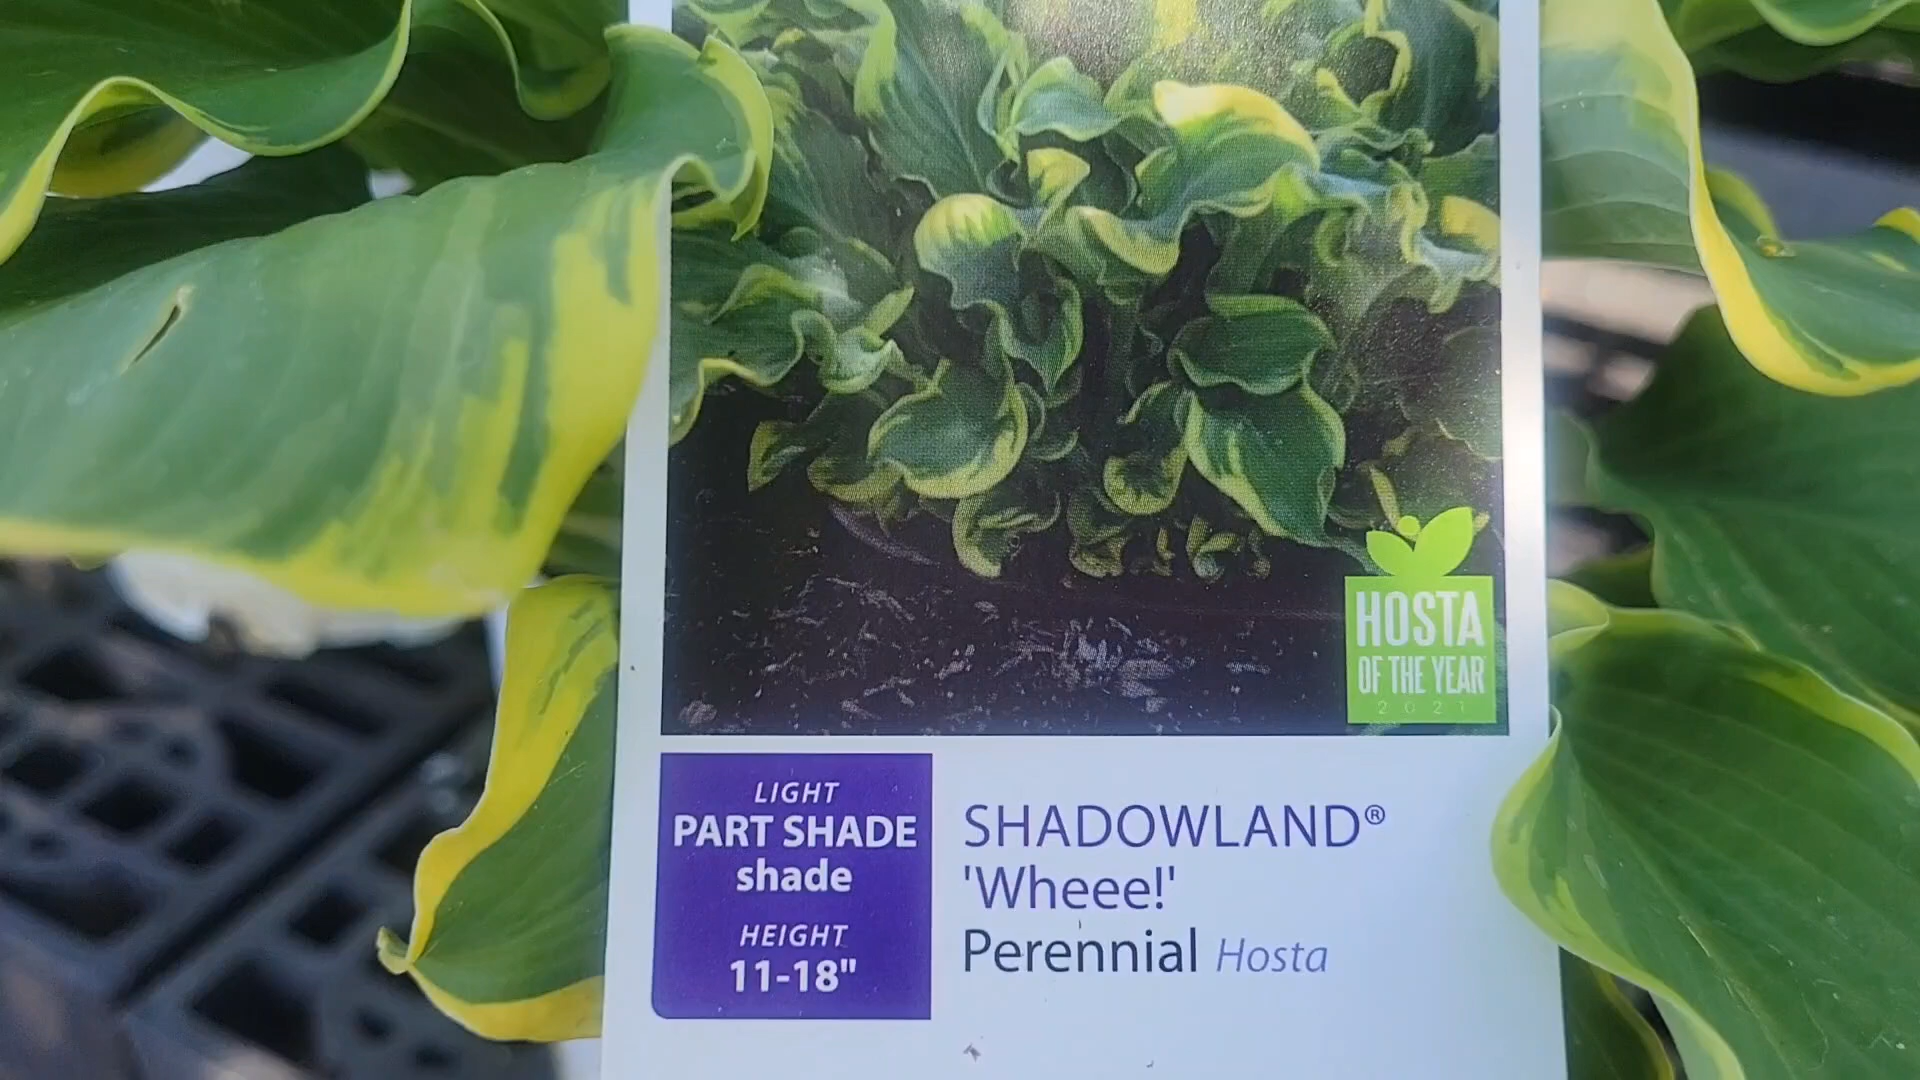 HOSTA
OF THE YEAR
2021
LIGHT
PART SHADE
shade
HEIGHT
11-18"
SHADOWLAND®
'Wheee!'
Perennial Hosta